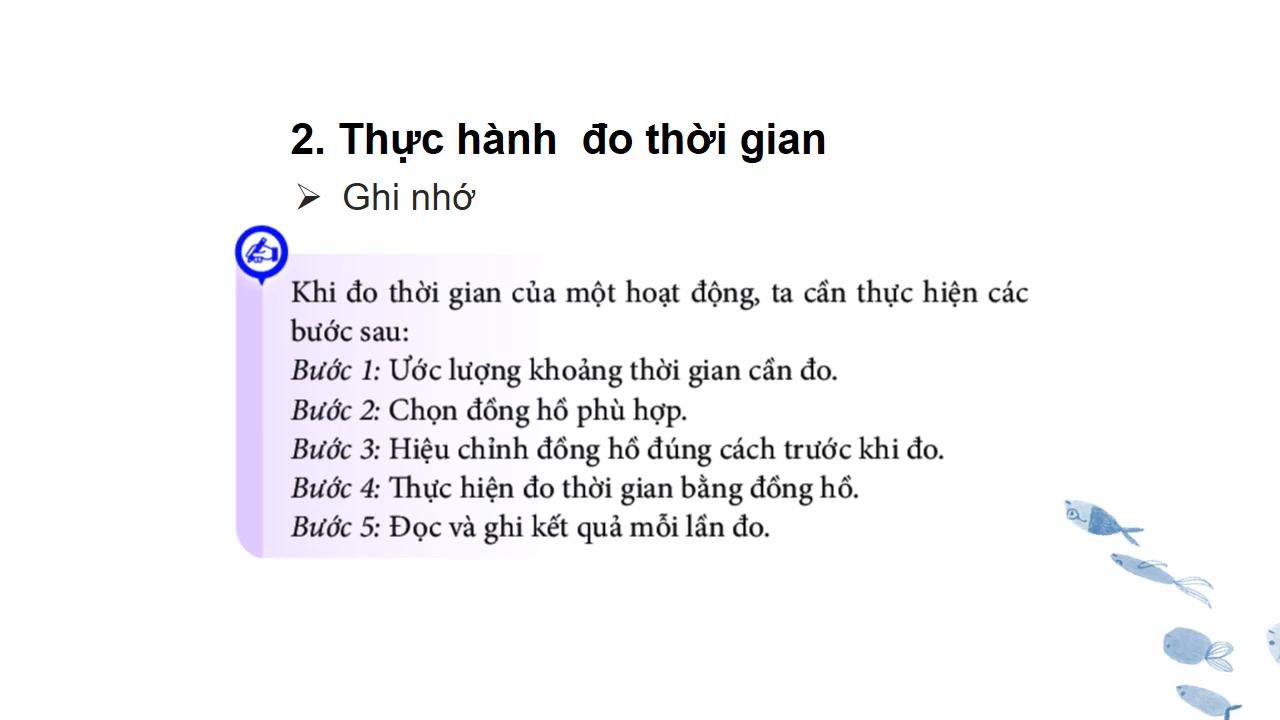 2. Thực hành  đo thời gian
➢ Ghi nhớ
Khi đo thời gian của một hoạt động, ta cần thực hiện các
bước sau:
Bước 1: Ước lượng khoảng thời gian cần đo.
Bước 2: Chọn đồng hồ phù hợp.
Bước 3: Hiệu chỉnh đồng hồ đúng cách trước khi đo.
Bước 4: Thực hiện đo thời gian bằng đồng hồ.
Bước 5: Đọc và ghi kết quả mỗi lần đo.